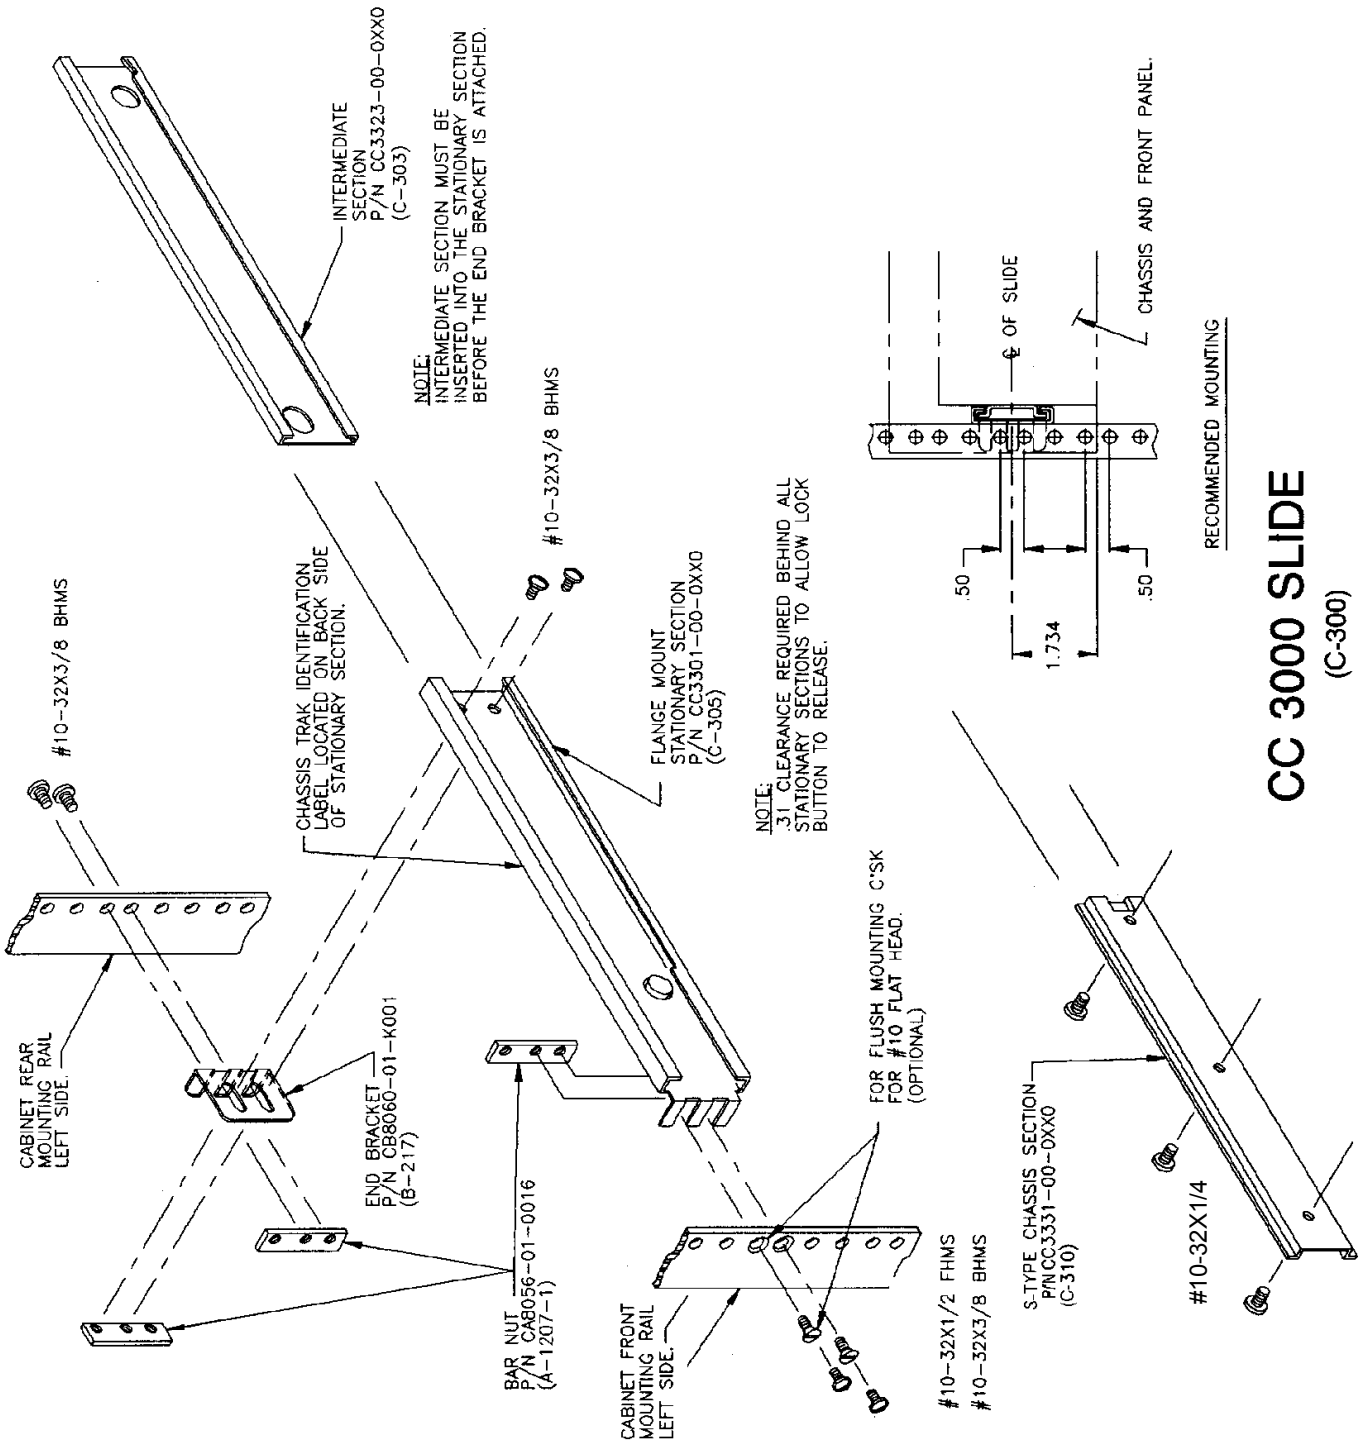 #10-32X3/8 BHMS
CABINET REAR
MOUNTING RAIL
LEFT SIDE.
CHASSIS TRAK IDENTIFICATION
LABEL LOCATED ON BACK SIDE
OF STATIONARY SECTION.
INTERMEDIATE
SECTION
P/N CC3323-00-0XX0
(C-303)
NOTE:
INTERMEDIATE SECTION MUST BE
INSERTED INTO THE STATIONARY SECTION
BEFORE THE END BRACKET IS ATTACHED.
END BRACKET
P/N CB8060-01-K001
(B-217)
#10-32X3/8 BHMS
BAR NUT
P/N CA8056-01-0016
(A-1207-1)
FLANGE MOUNT
STATIONARY SECTION
P/N CC3301-00-0XX0
(C-305)
NOTE:
.31 CLEARANCE REQUIRED BEHIND ALL
STATIONARY SECTIONS TO ALLOW LOCK
BUTTON TO RELEASE.
CABINET FRONT
MOUNTING RAIL
LEFT SIDE.
FOR FLUSH MOUNTING C'SK
FOR #10 FLAT HEAD.
(OPTIONAL)
#10-32X1/2 FHMS
#10-32X3/8 BHMS
S-TYPE CHASSIS SECTION
P/NCC3331-00-0XX0
(C-310)
#10-32X1/4
.50
1.734
.50
℄ OF SLIDE
CHASSIS AND FRONT PANEL.
RECOMMENDED MOUNTING
CC 3000 SLIDE
(C-300)